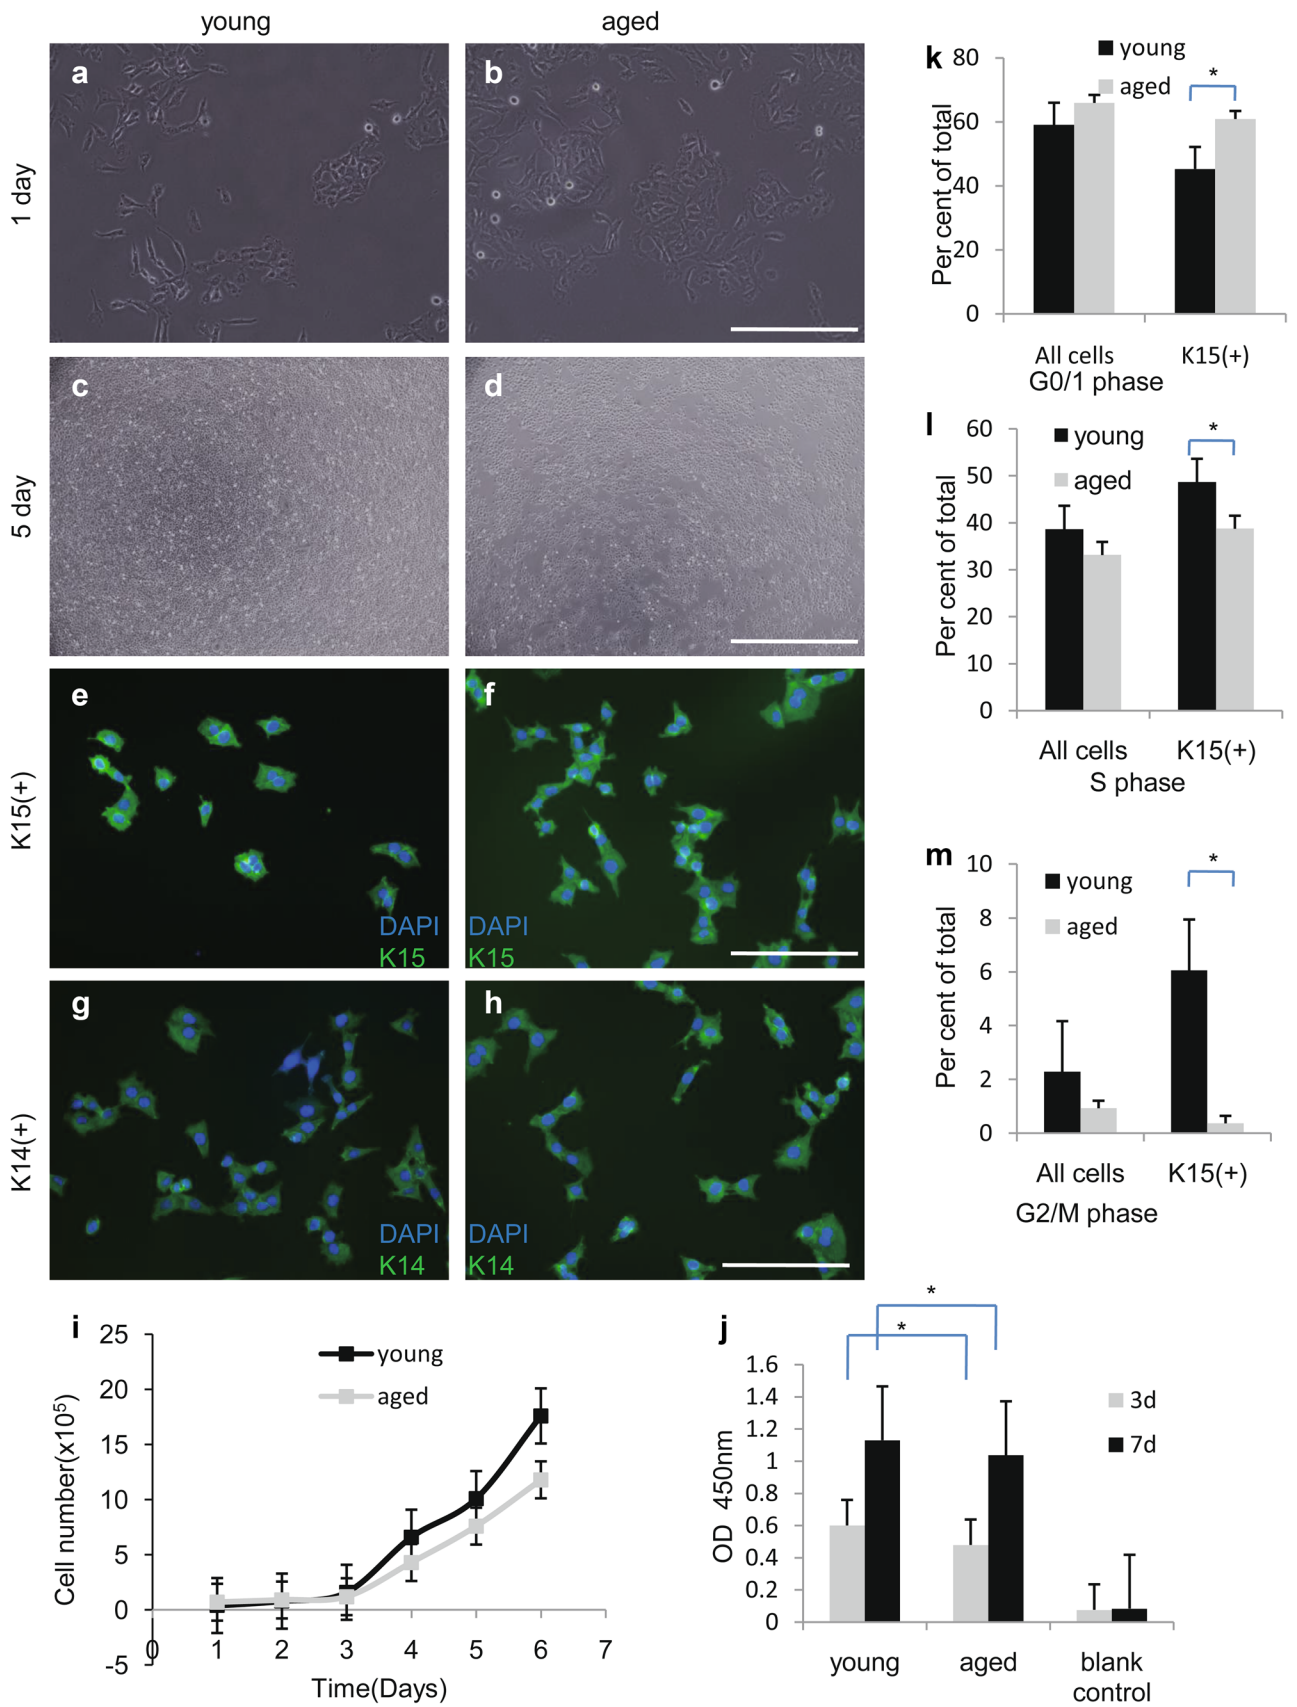 young
aged
1 day
a
b
5 day
c
d
K15(+)
e
DAPI
K15
f
DAPI
K15
K14(+)
g
DAPI
K14
h
DAPI
K14
i
25
20
15
10
5
0
-5
Cell number(x10⁵)
young
aged
0 1 2 3 4 5 6 7
Time(Days)
j
*
*
1.6
1.4
1.2
1
0.8
0.6
0.4
0.2
0
OD 450nm
3d
7d
young aged blank control
k
80
60
40
20
0
Per cent of total
young
aged
*
All cells K15(+)
G0/1 phase
l
60
50
40
30
20
10
0
Per cent of total
young
aged
*
All cells K15(+)
S phase
m
10
8
6
4
2
0
Per cent of total
young
aged
*
All cells K15(+)
G2/M phase